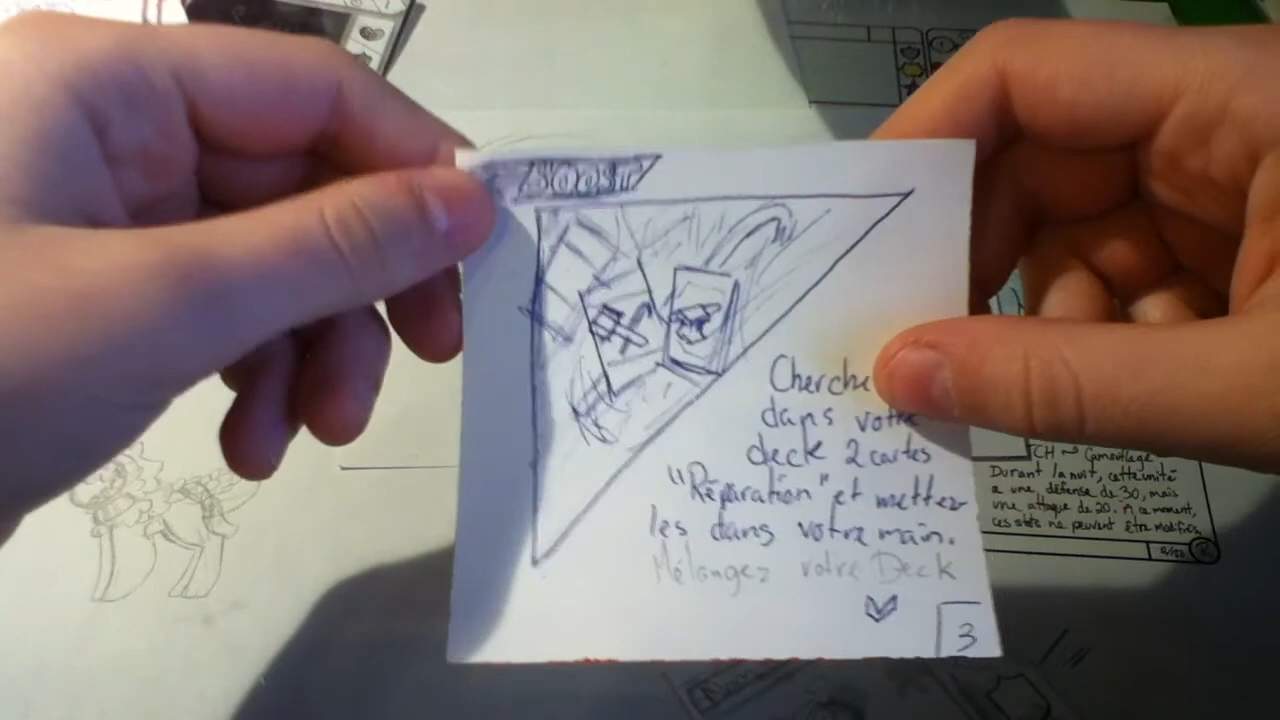 Boost
Cherche
dans votre
deck 2 cartes
"Réparation" et mettez
les dans votre main.
Mélangez votre Deck
3
CH ~ Camouflage
Durant la nuit, cette unité
a une défense de 30, mais
une attaque de 20. A ce moment,
ces stats ne peuvent être modifiés.
R